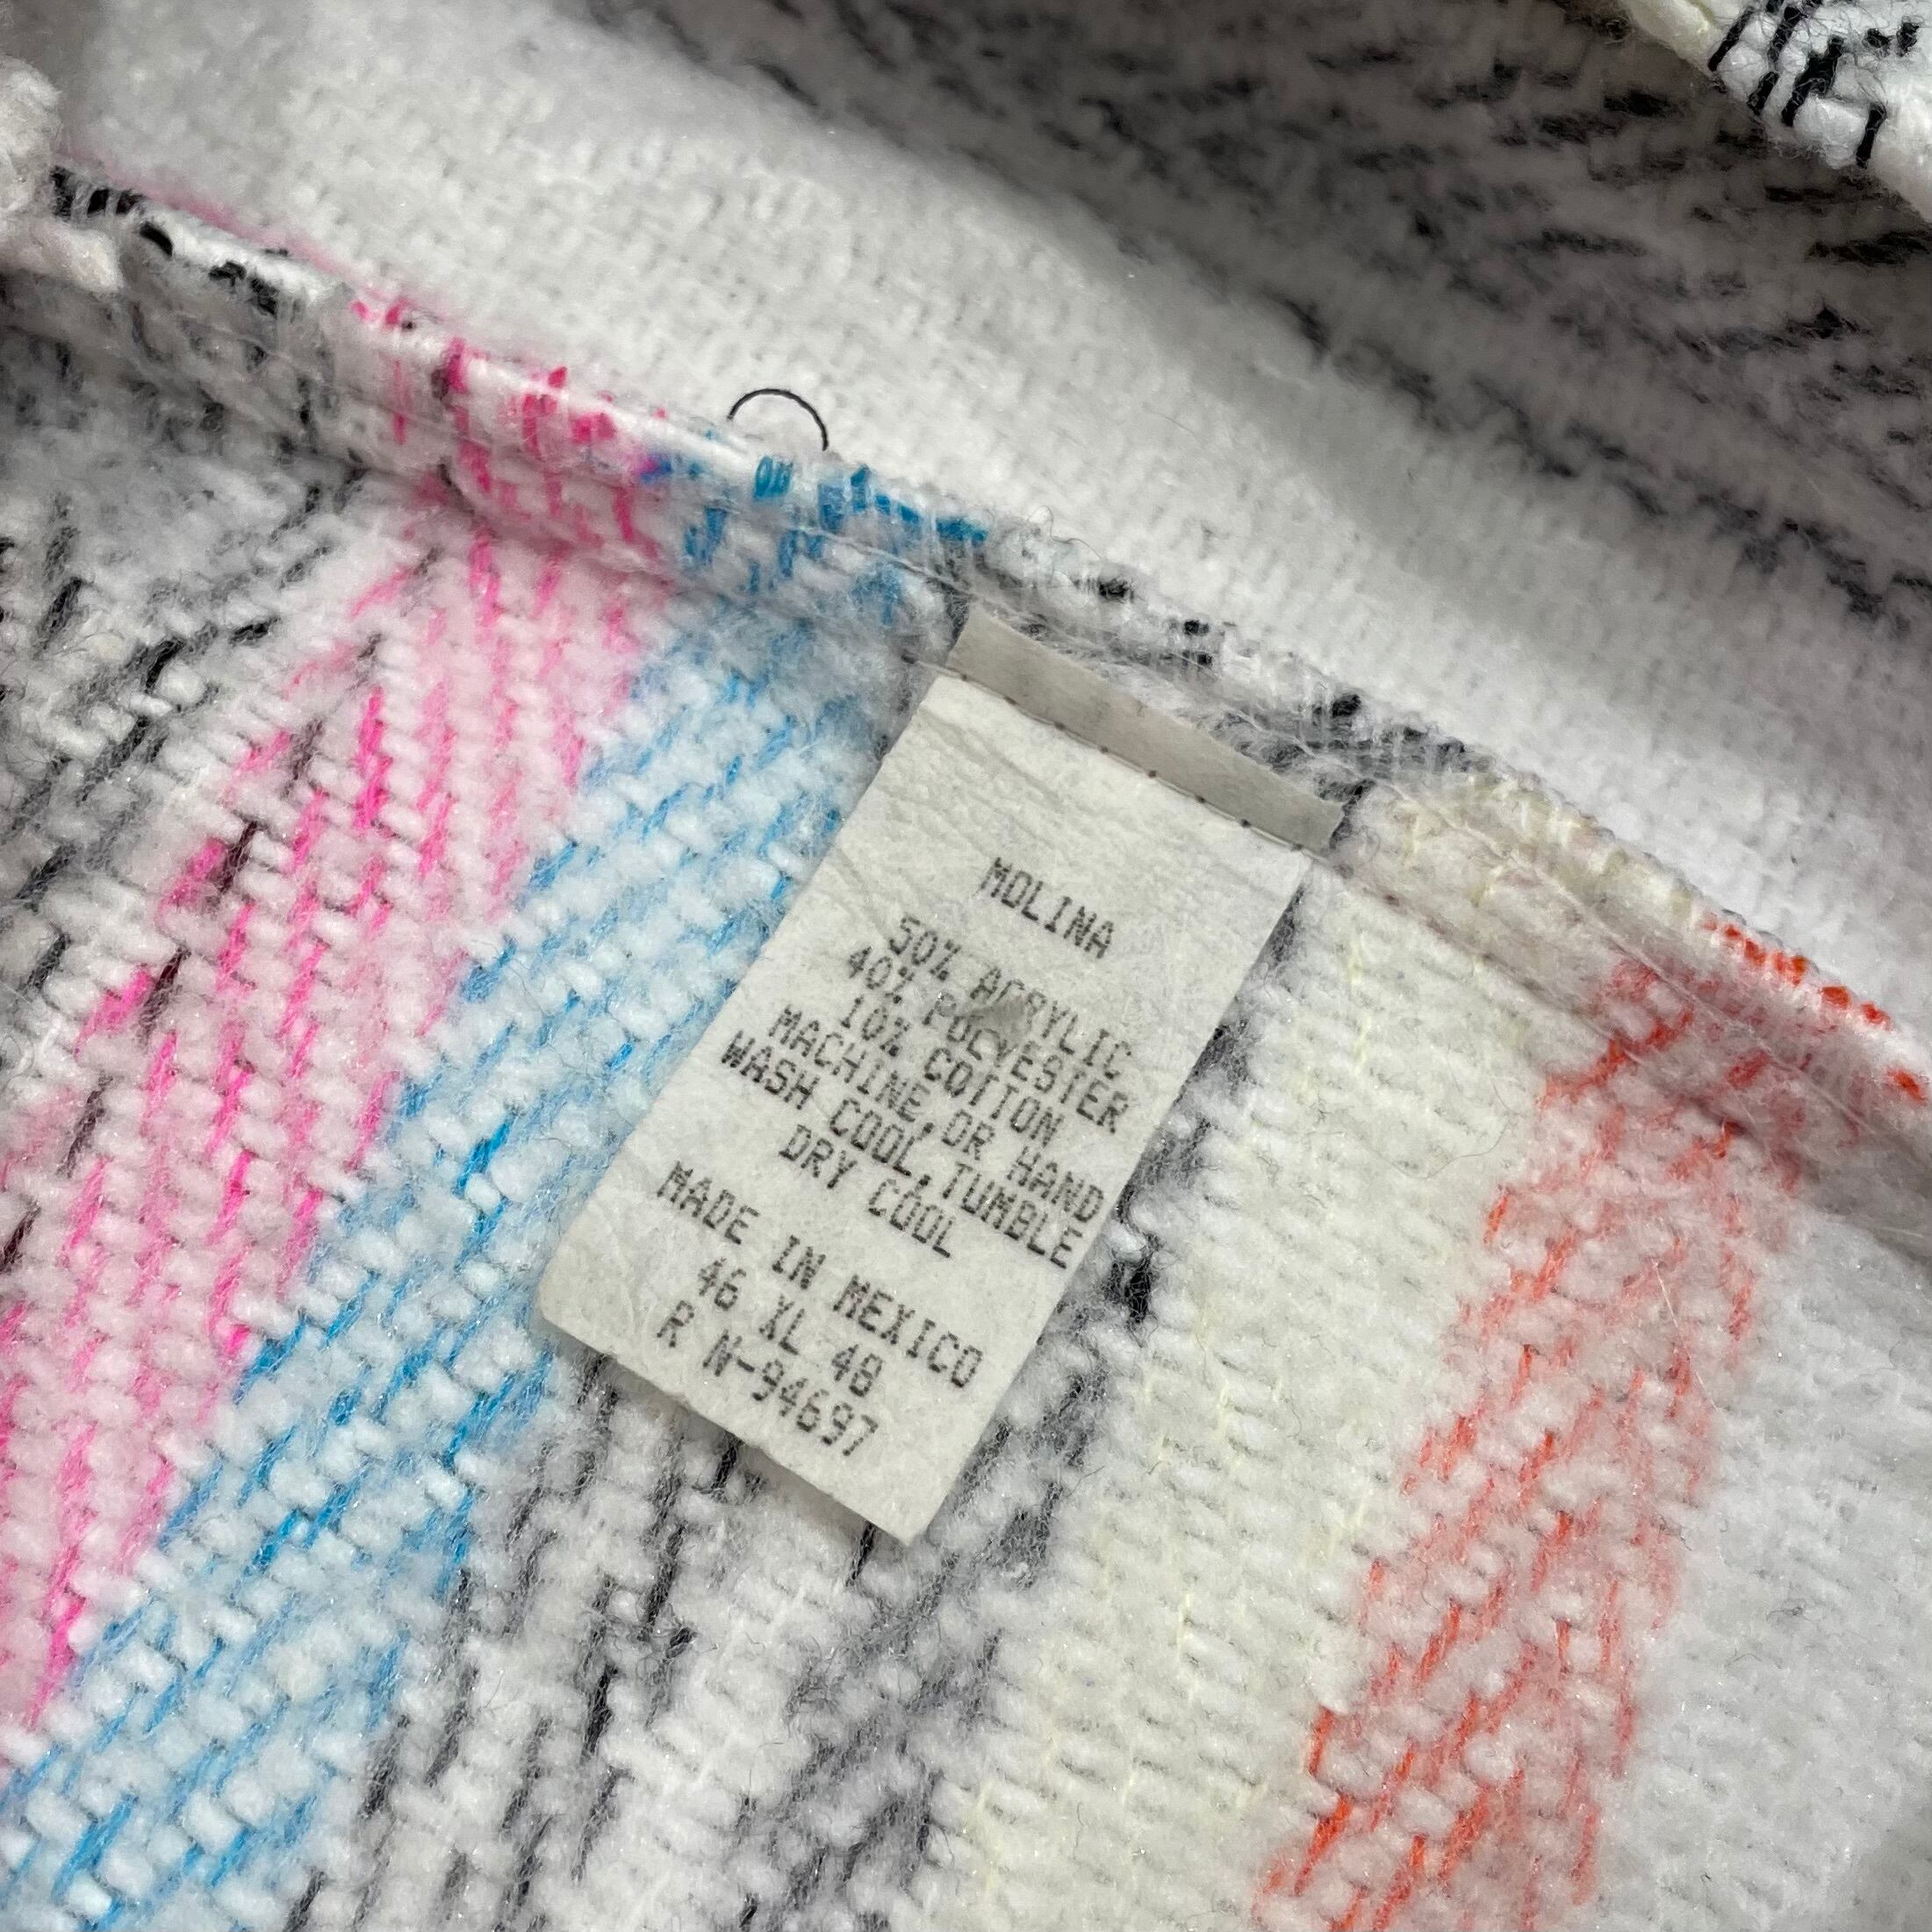 MOLINA
50% ACRYLIC
40% POLYESTER
10% COTTON
MACHINE,OR HAND
WASH COOL,TUMBLE
DRY COOL
MADE IN MEXICO
46 XL 48
R N-94697